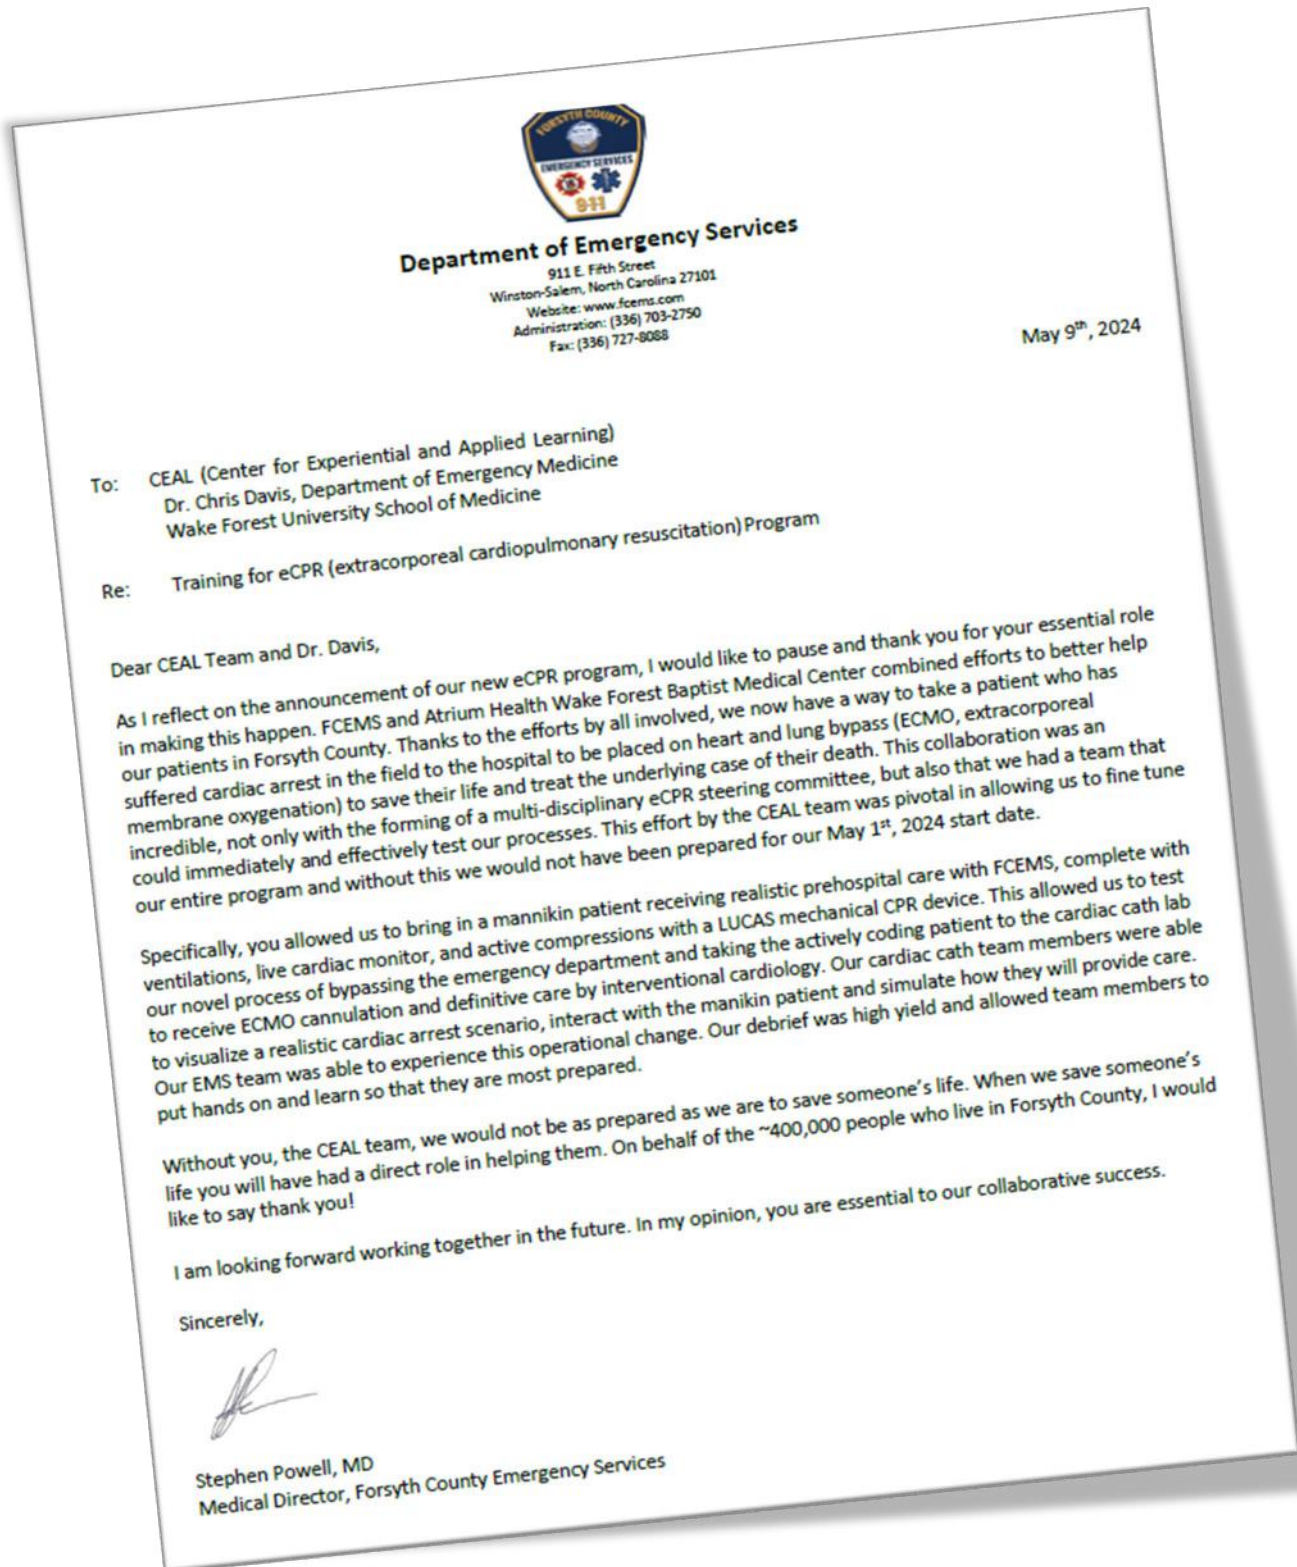 FORSYTH COUNTY
EMERGENCY SERVICES
911
Department of Emergency Services
911 E. Fifth Street
Winston-Salem, North Carolina 27101
Website: www.fcems.com
Administration: (336) 703-2750
Fax: (336) 727-8088
May 9th, 2024
To: CEAL (Center for Experiential and Applied Learning)
Dr. Chris Davis, Department of Emergency Medicine
Wake Forest University School of Medicine
Re: Training for eCPR (extracorporeal cardiopulmonary resuscitation) Program
Dear CEAL Team and Dr. Davis,
As I reflect on the announcement of our new eCPR program, I would like to pause and thank you for your essential role
in making this happen. FCEMS and Atrium Health Wake Forest Baptist Medical Center combined efforts to better help
our patients in Forsyth County. Thanks to the efforts by all involved, we now have a way to take a patient who has
suffered cardiac arrest in the field to the hospital to be placed on heart and lung bypass (ECMO, extracorporeal
membrane oxygenation) to save their life and treat the underlying case of their death. This collaboration was an
incredible, not only with the forming of a multi-disciplinary eCPR steering committee, but also that we had a team that
could immediately and effectively test our processes. This effort by the CEAL team was pivotal in allowing us to fine tune
our entire program and without this we would not have been prepared for our May 1st, 2024 start date.
Specifically, you allowed us to bring in a mannikin patient receiving realistic prehospital care with FCEMS, complete with
ventilations, live cardiac monitor, and active compressions with a LUCAS mechanical CPR device. This allowed us to test
our novel process of bypassing the emergency department and taking the actively coding patient to the cardiac cath lab
to receive ECMO cannulation and definitive care by interventional cardiology. Our cardiac cath team members were able
to visualize a realistic cardiac arrest scenario, interact with the manikin patient and simulate how they will provide care.
Our EMS team was able to experience this operational change. Our debrief was high yield and allowed team members to
put hands on and learn so that they are most prepared.
Without you, the CEAL team, we would not be as prepared as we are to save someone's life. When we save someone's
life you will have had a direct role in helping them. On behalf of the ~400,000 people who live in Forsyth County, I would
like to say thank you!
I am looking forward working together in the future. In my opinion, you are essential to our collaborative success.
Sincerely,
Stephen Powell, MD
Medical Director, Forsyth County Emergency Services